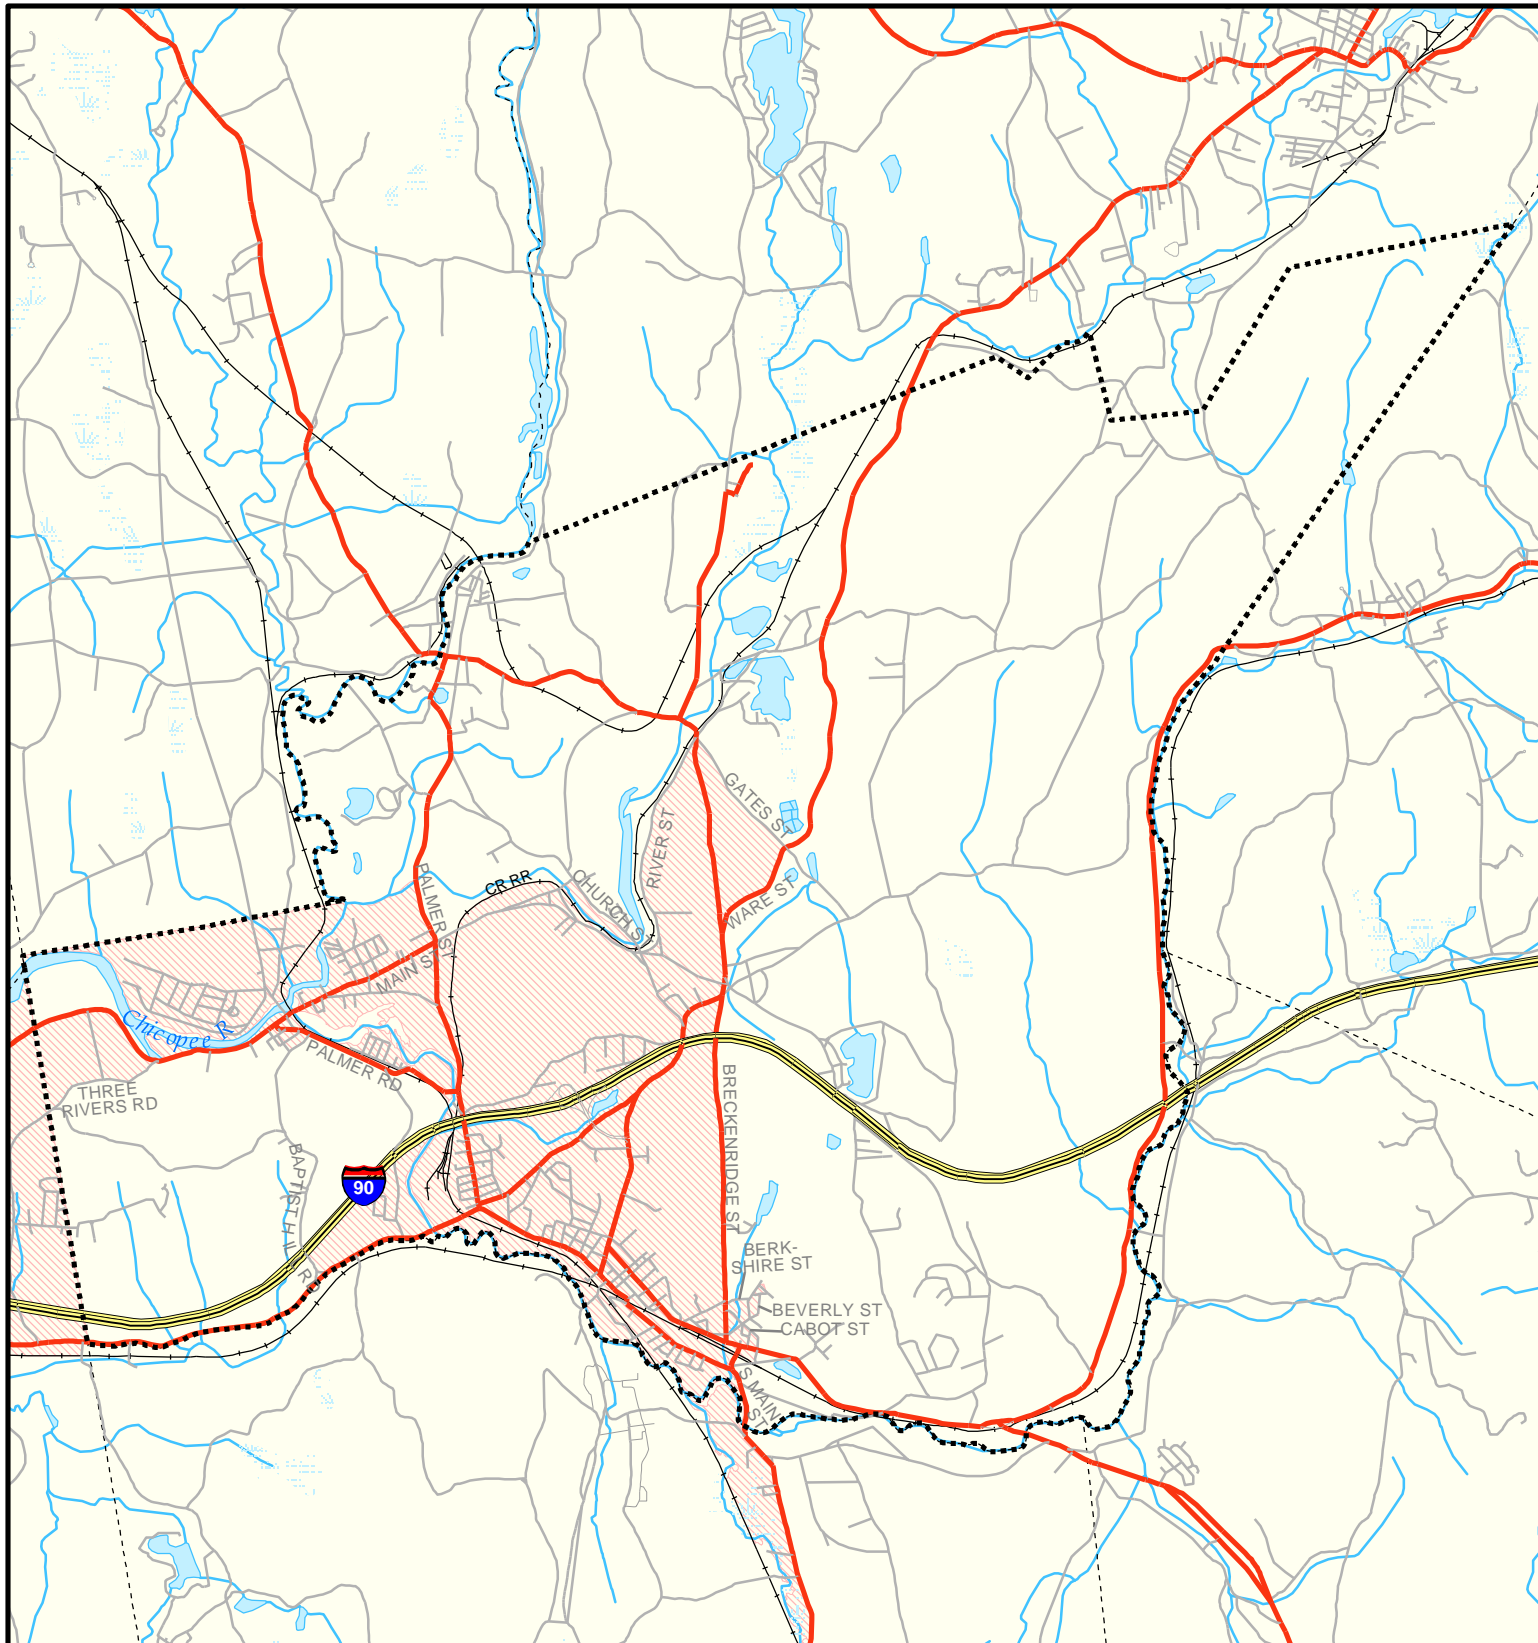 GATES ST
RIVER ST
CHURCH ST
CR RR
PALMER ST
WARE ST
MAIN ST
Chicopee R
PALMER RD
THREE
RIVERS RD
BRECKENRIDGE ST
BAPTIST H LL RD
90
BERK-
SHIRE ST
BEVERLY ST
CABOT ST
S MAIN
ST